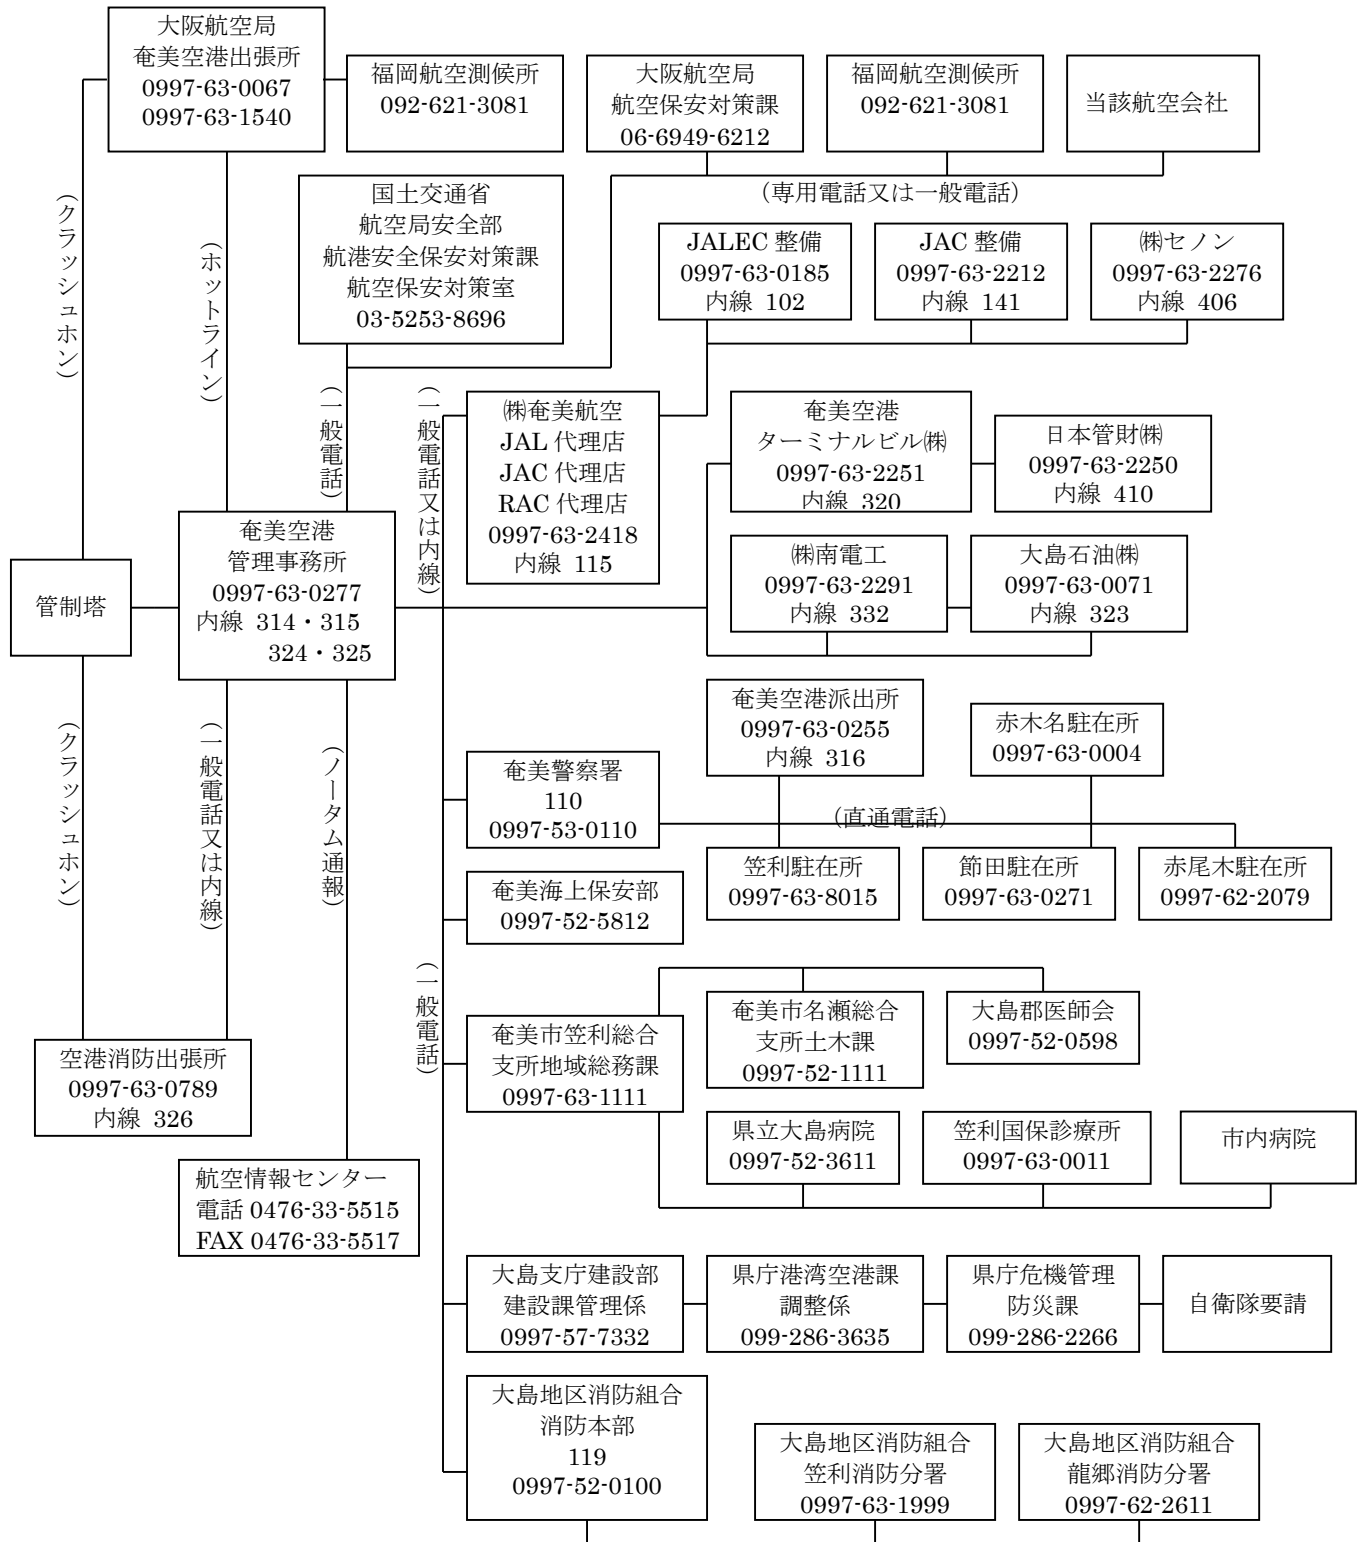 大阪航空局
奄美空港出張所
0997-63-0067
0997-63-1540
福岡航空測候所
092-621-3081
大阪航空局
航空保安対策課
06-6949-6212
福岡航空測候所
092-621-3081
当該航空会社
(専用電話又は一般電話)
国土交通省
航空局安全部
航港安全保安対策課
航空保安対策室
03-5253-8696
(クラッシュホン)
(ホットライン)
JALEC 整備
0997-63-0185
内線 102
JAC 整備
0997-63-2212
内線 141
㈱セノン
0997-63-2276
内線 406
(一般電話)
(一般電話又は内線)
㈱奄美航空
JAL 代理店
JAC 代理店
RAC 代理店
0997-63-2418
内線 115
奄美空港
ターミナルビル㈱
0997-63-2251
内線 320
日本管財㈱
0997-63-2250
内線 410
管制塔
奄美空港
管理事務所
0997-63-0277
内線 314・315
324・325
㈱南電工
0997-63-2291
内線 332
大島石油㈱
0997-63-0071
内線 323
(クラッシュホン)
(一般電話又は内線)
(ノータム通報)
奄美警察署
110
0997-53-0110
奄美空港派出所
0997-63-0255
内線 316
赤木名駐在所
0997-63-0004
(直通電話)
笠利駐在所
0997-63-8015
節田駐在所
0997-63-0271
赤尾木駐在所
0997-62-2079
奄美海上保安部
0997-52-5812
(一般電話)
空港消防出張所
0997-63-0789
内線 326
奄美市笠利総合
支所地域総務課
0997-63-1111
奄美市名瀬総合
支所土木課
0997-52-1111
大島郡医師会
0997-52-0598
県立大島病院
0997-52-3611
笠利国保診療所
0997-63-0011
市内病院
航空情報センター
電話 0476-33-5515
FAX 0476-33-5517
大島支庁建設部
建設課管理係
0997-57-7332
県庁港湾空港課
調整係
099-286-3635
県庁危機管理
防災課
099-286-2266
自衛隊要請
大島地区消防組合
消防本部
119
0997-52-0100
大島地区消防組合
笠利消防分署
0997-63-1999
大島地区消防組合
龍郷消防分署
0997-62-2611